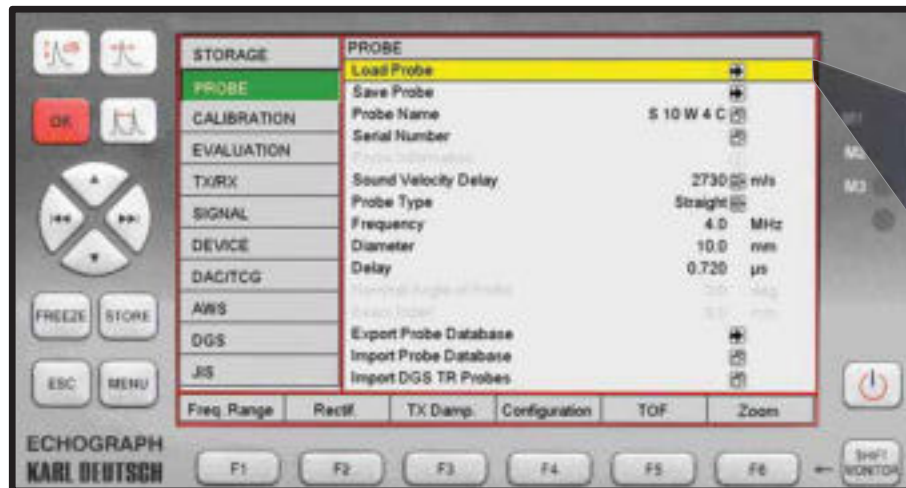 STORAGE
PROBE
CALIBRATION
EVALUATION
TX/RX
SIGNAL
DEVICE
DAC/TCG
AWS
DGS
JIS
PROBE
Load Probe
Save Probe
Probe Name S 10 W 4 C
Serial Number
Sound Velocity Delay 2730 m/s
Probe Type Straight
Frequency 4.0 MHz
Diameter 10.0 mm
Delay 0.720 µs
Export Probe Database
Import Probe Database
Import DGS TR Probes
Freq. Range Rectif. TX Damp. Configuration TOF Zoom
OK
FREEZE STORE
ESC MENU
M1
M2
M3
ECHOGRAPH
KARL DEUTSCH
F1 F2 F3 F4 F5 F6
SHIFT
MONITOR